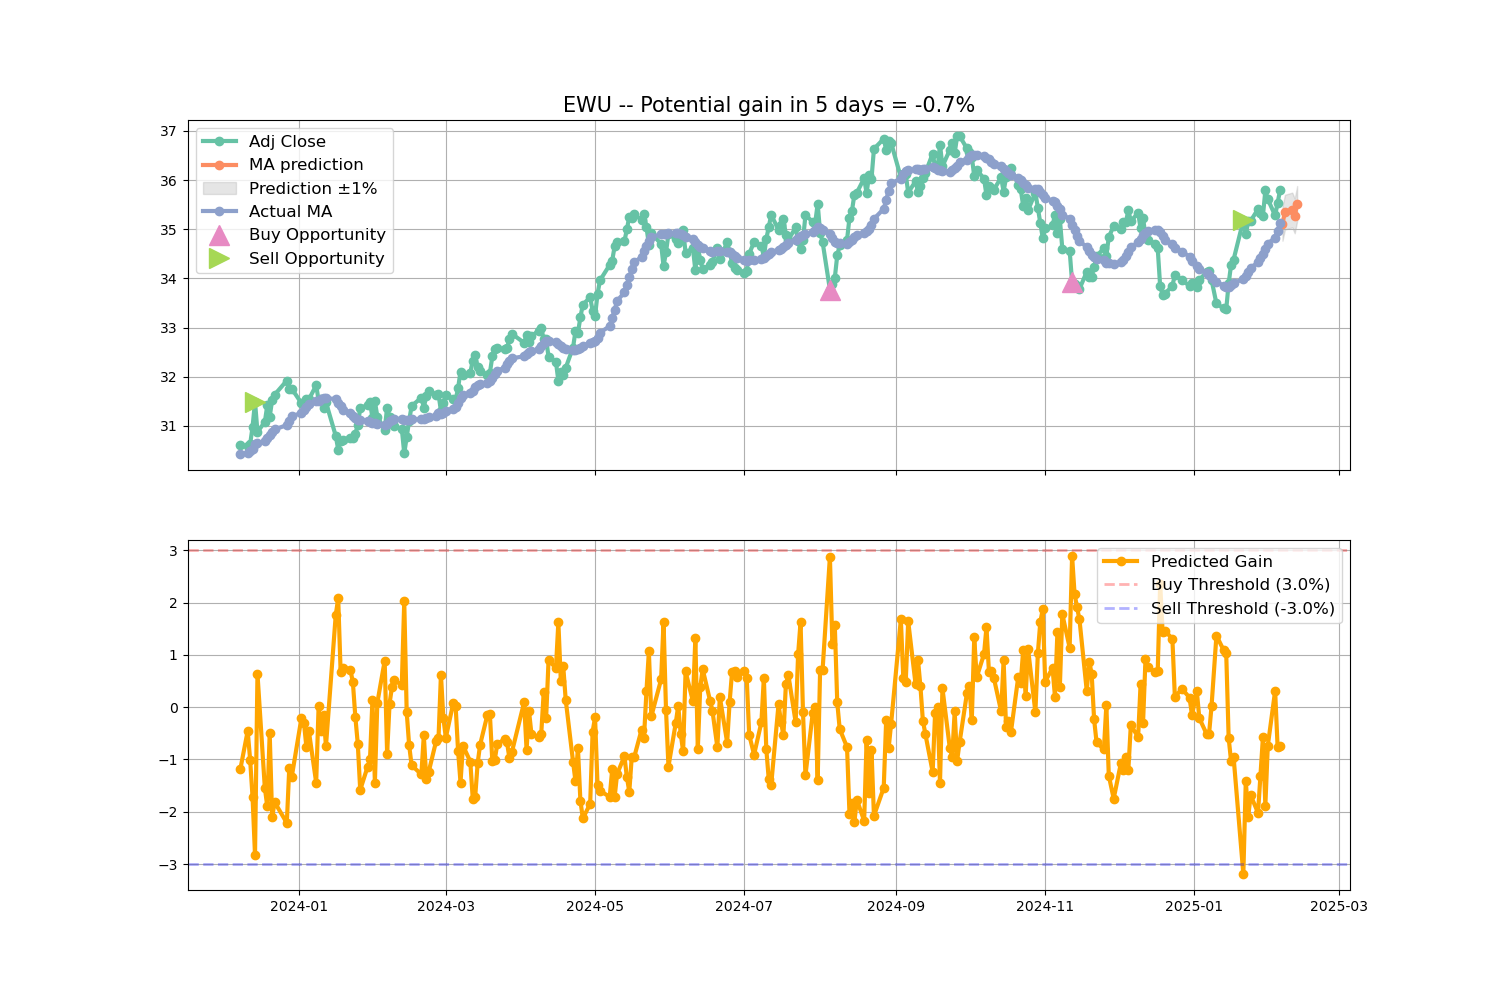 EWU -- Potential gain in 5 days = -0.7%
37
36
35
34
33
32
31
Adj Close
MA prediction
Prediction ±1%
Actual MA
Buy Opportunity
Sell Opportunity
3
2
1
0
−1
−2
−3
Predicted Gain
Buy Threshold (3.0%)
Sell Threshold (-3.0%)
2024-01
2024-03
2024-05
2024-07
2024-09
2024-11
2025-01
2025-03